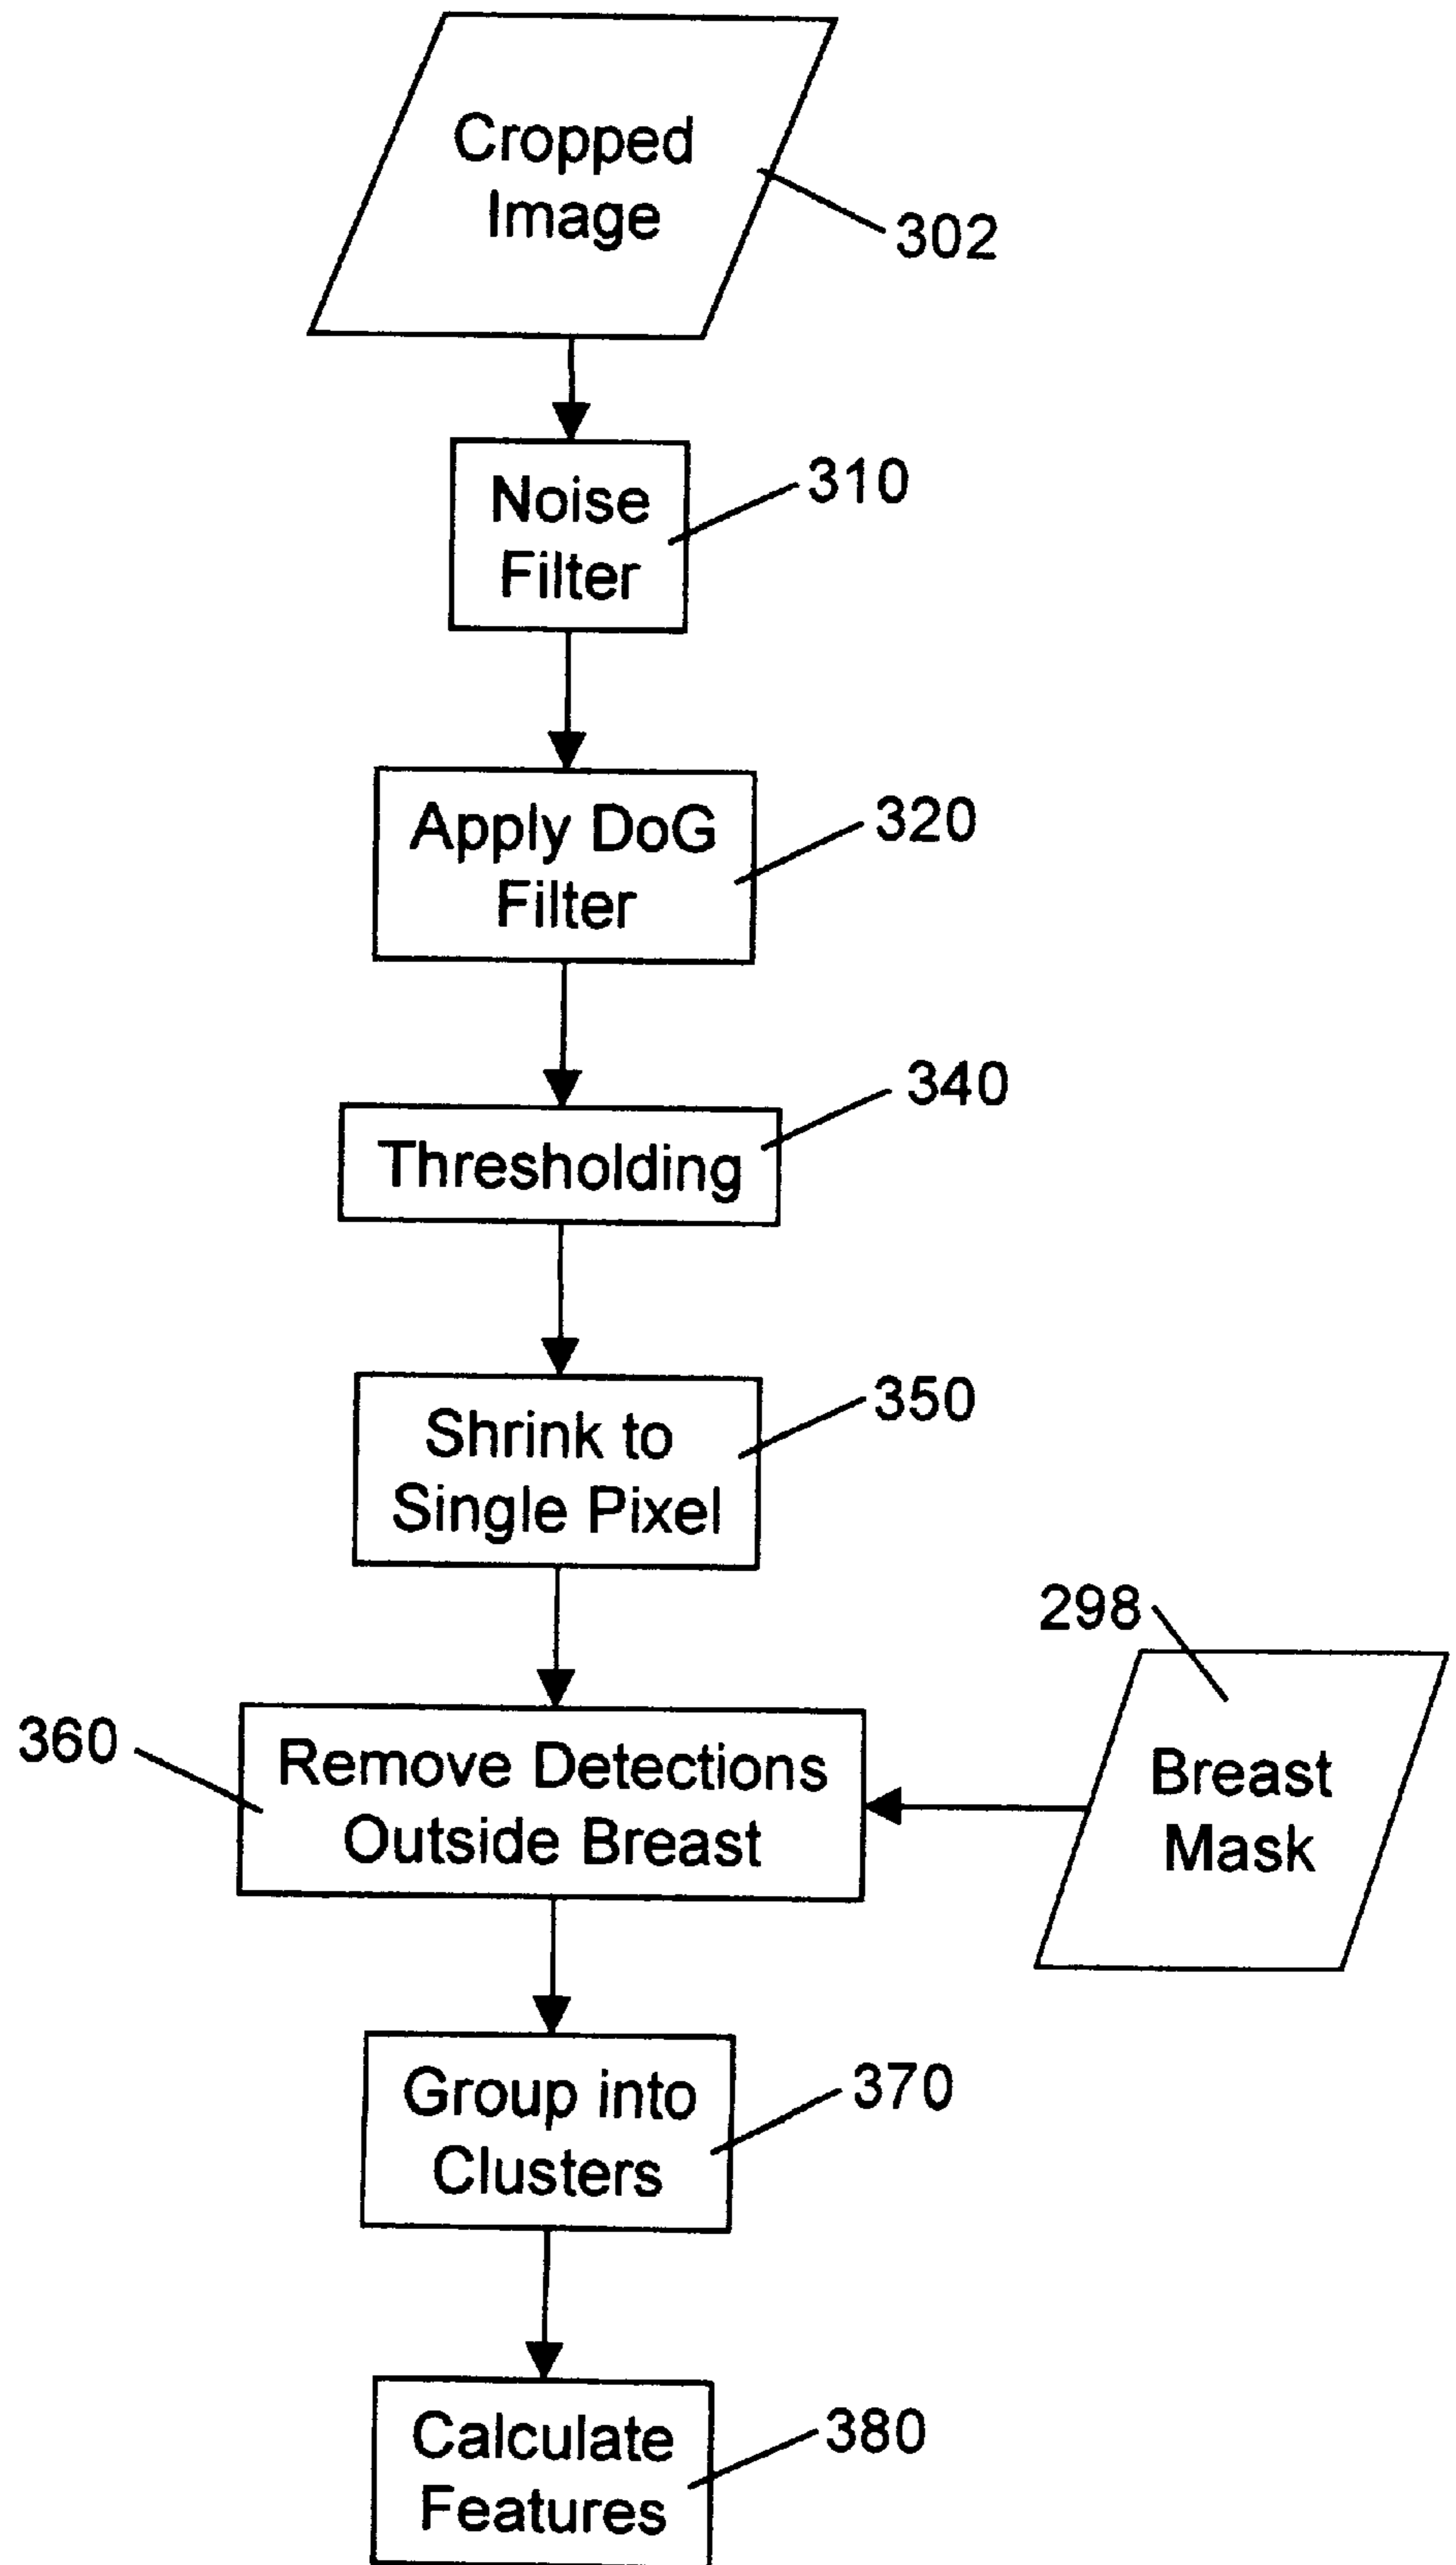 Cropped
Image
302
Noise
Filter
310
Apply DoG
Filter
320
Thresholding
340
Shrink to
Single Pixel
350
298
360
Remove Detections
Outside Breast
Breast
Mask
Group into
Clusters
370
Calculate
Features
380